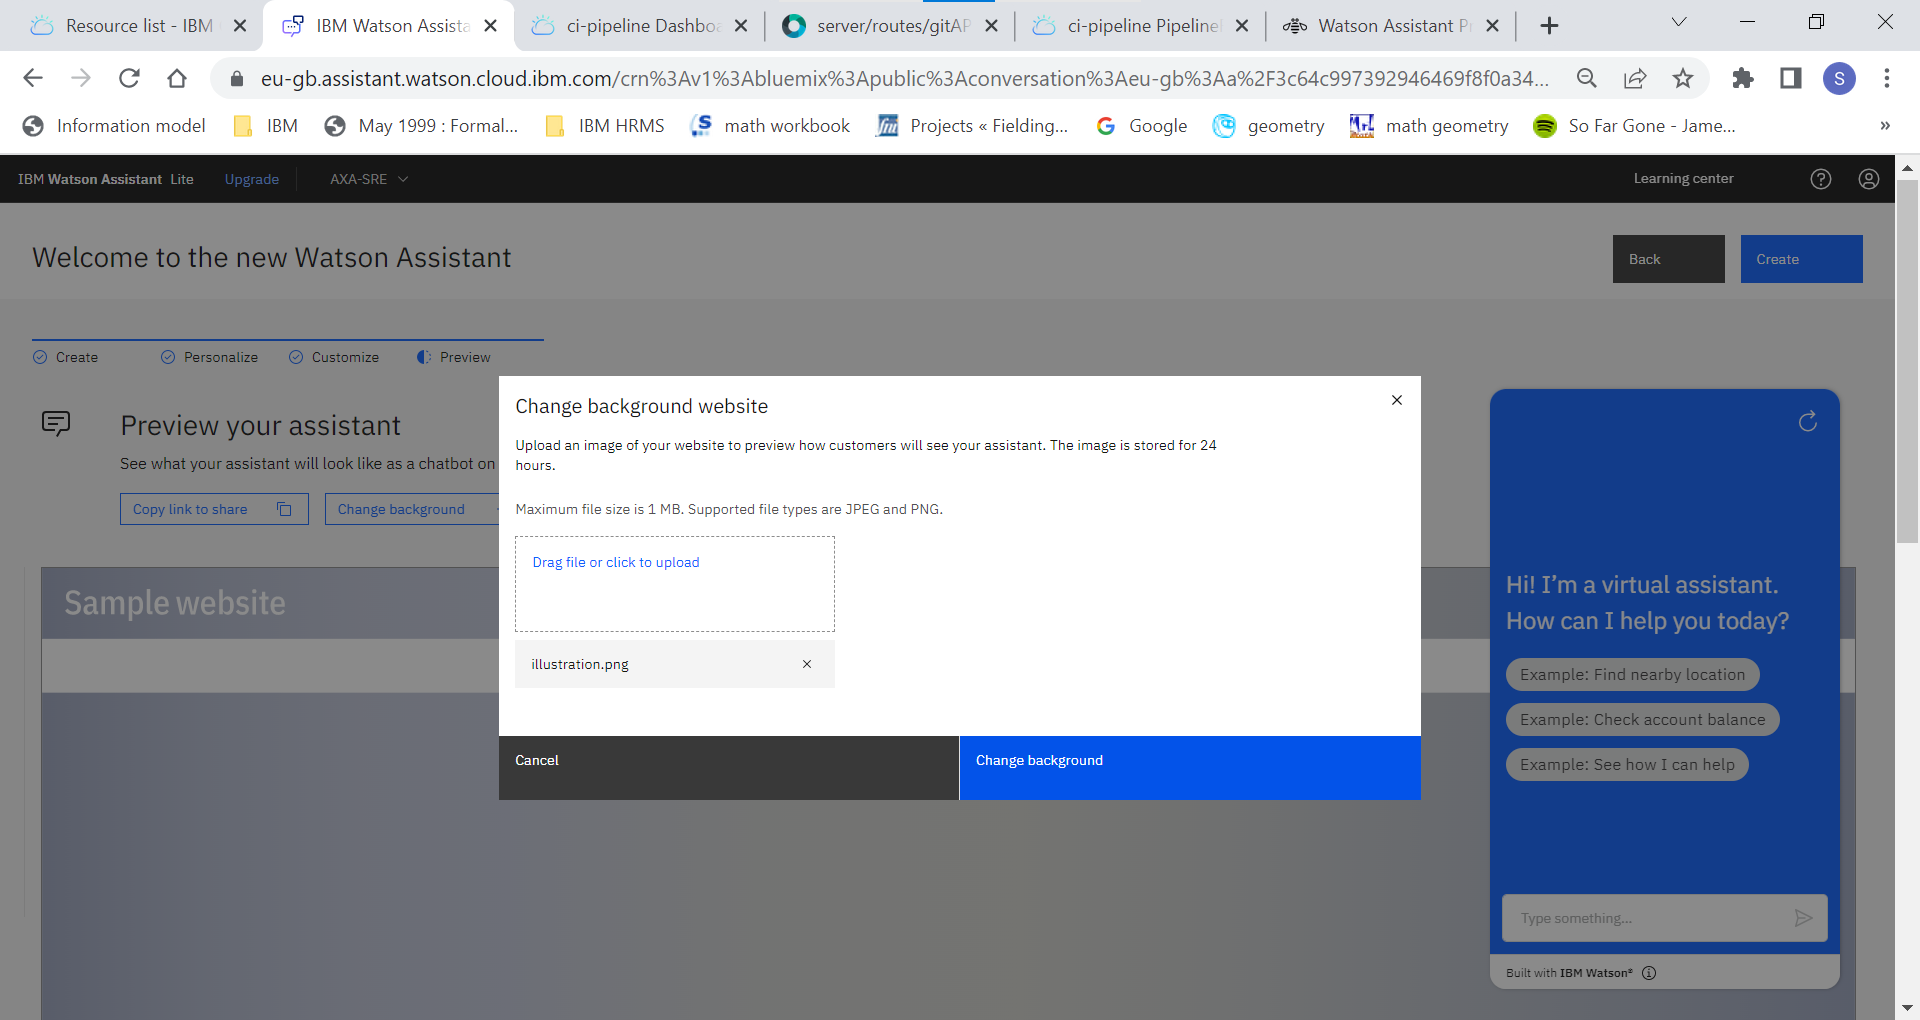 Resource list - IBM
IBM Watson Assista
ci-pipeline Dashboa
server/routes/gitAP
ci-pipeline Pipeline
Watson Assistant P
eu-gb.assistant.watson.cloud.ibm.com/crn%3Av1%3Abluemix%3Apublic%3Aconversation%3Aeu-gb%3Aa%2F3c64c997392946469f8f0a34...
S
Information model
IBM
May 1999 : Formal...
IBM HRMS
math workbook
Projects « Fielding...
Google
geometry
math geometry
So Far Gone - Jame...
»
IBM Watson Assistant Lite
Upgrade
AXA-SRE
Learning center
Welcome to the new Watson Assistant
Back
Create
Create
Personalize
Customize
Preview
Preview your assistant
See what your assistant will look like as a chatbot on
Copy link to share
Change background
Sample website
Change background website
Upload an image of your website to preview how customers will see your assistant. The image is stored for 24
hours.
Maximum file size is 1 MB. Supported file types are JPEG and PNG.
Drag file or click to upload
illustration.png
Cancel
Change background
Hi! I'm a virtual assistant.
How can I help you today?
Example: Find nearby location
Example: Check account balance
Example: See how I can help
Type something...
Built with IBM Watson®